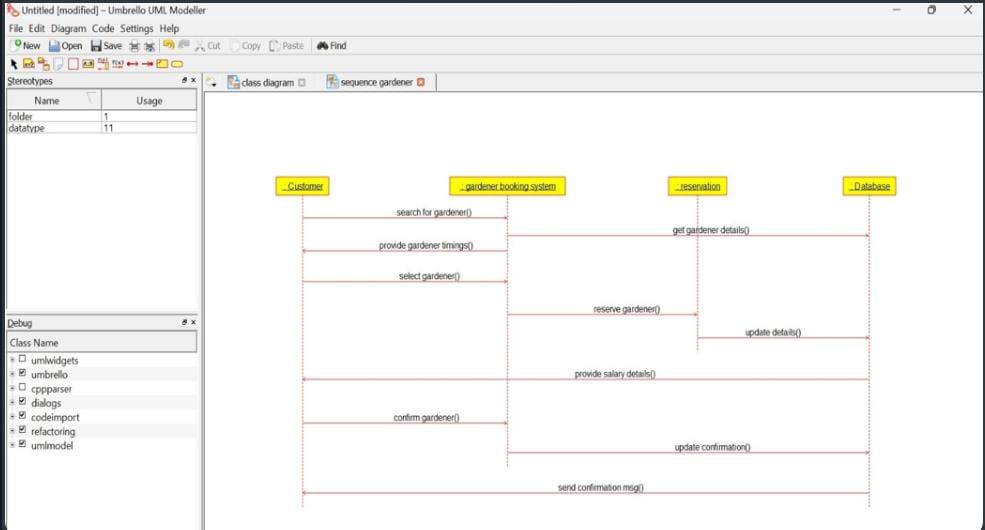 Untitled [modified] – Umbrello UML Modeller
File Edit Diagram Code Settings Help
New Open Save Cut Copy Paste Find
Stereotypes
class diagram
sequence gardener
Name Usage
folder 1
datatype 11
: Customer
: gardener booking system
: reservation
: Database
search for gardener()
get gardener details()
provide gardener timings()
select gardener()
reserve gardener()
update details()
provide salary details()
confirm gardener()
update confirmation()
send confirmation msg()
Debug
Class Name
umlwidgets
umbrello
cppparser
dialogs
codeimport
refactoring
umlmodel